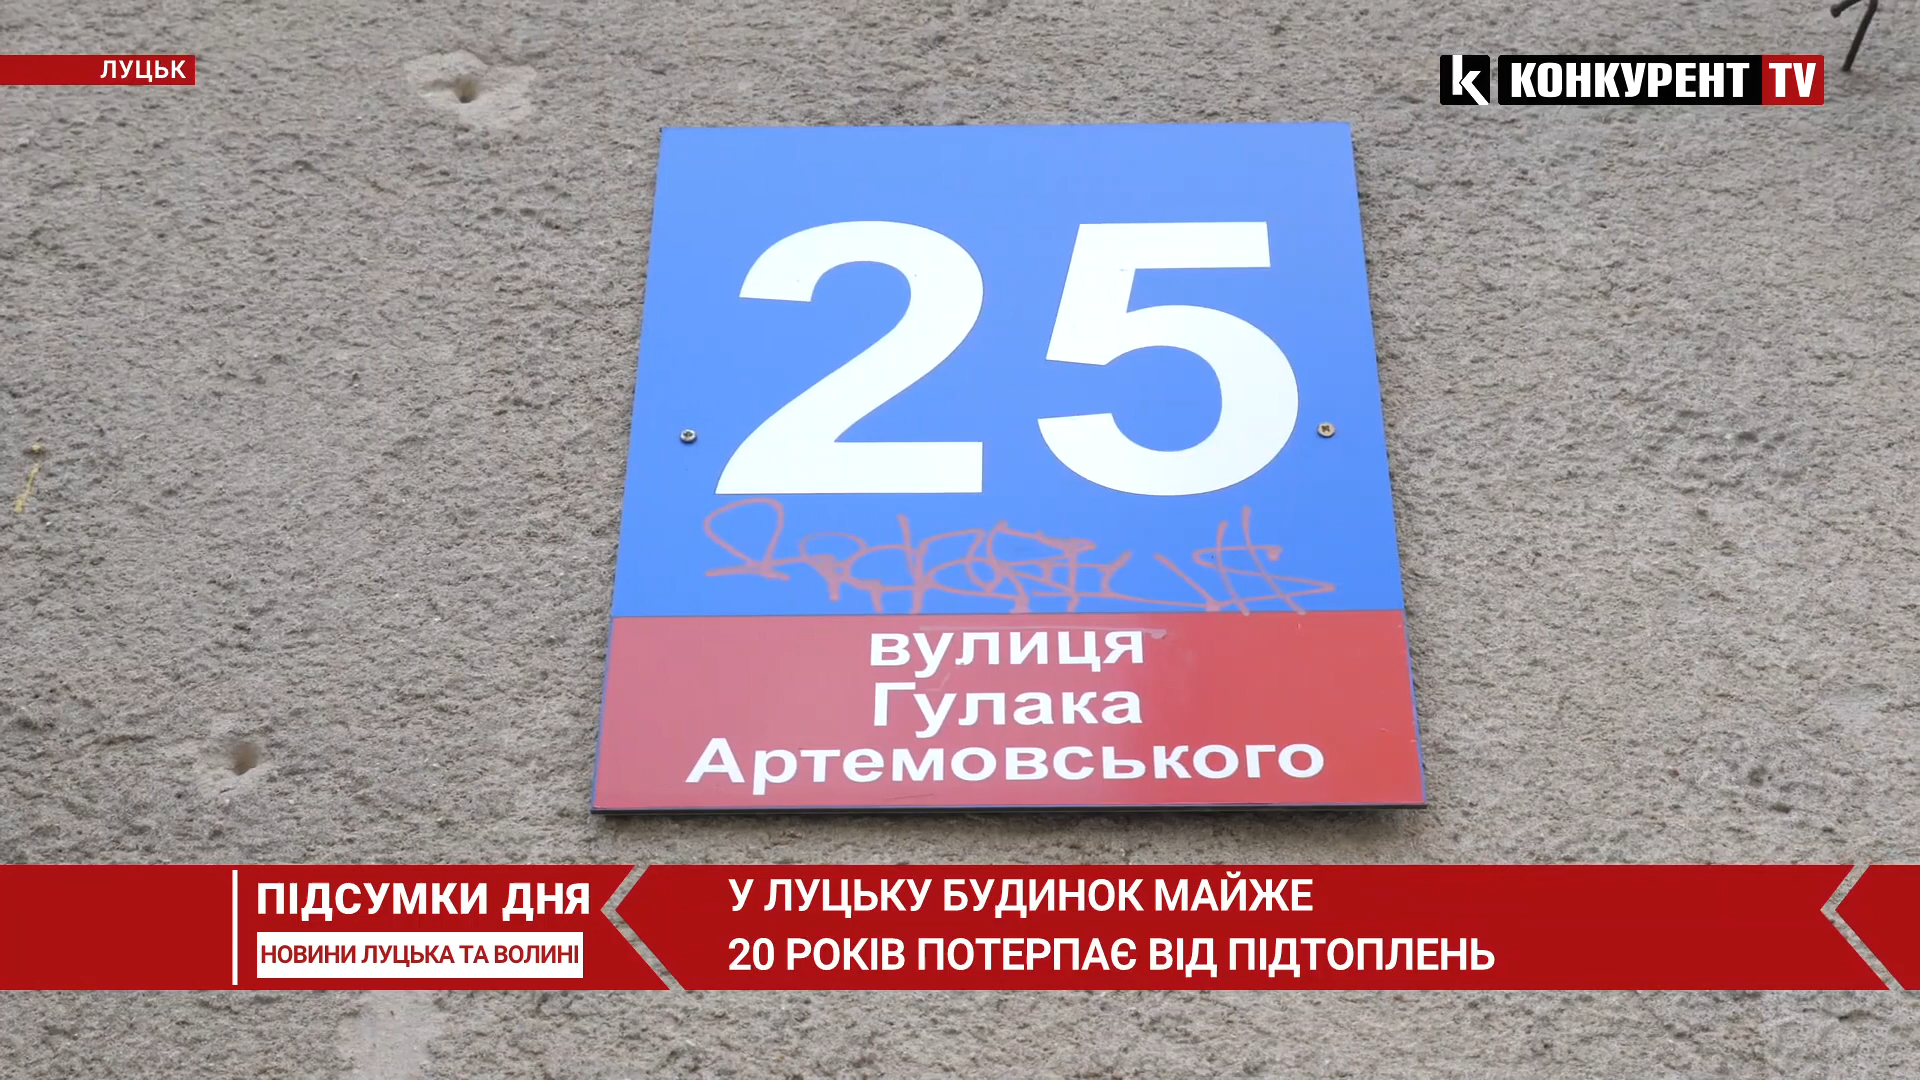 ЛУЦЬК
КОНКУРЕНТ TV
25
вулиця
Гулака
Артемовського
ПІДСУМКИ ДНЯ
НОВИНИ ЛУЦЬКА ТА ВОЛИНІ
У ЛУЦЬКУ БУДИНОК МАЙЖЕ
20 РОКІВ ПОТЕРПАЄ ВІД ПІДТОПЛЕНЬ